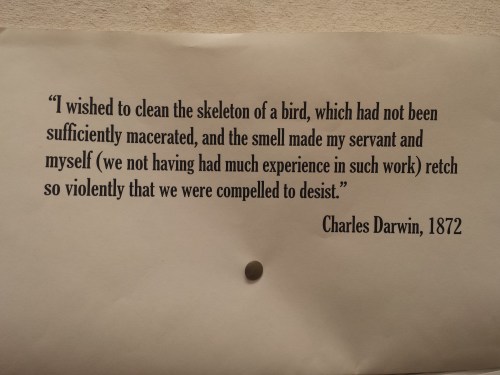 “I wished to clean the skeleton of a bird, which had not been
sufficiently macerated, and the smell made my servant and
myself (we not having had much experience in such work) retch
so violently that we were compelled to desist.”
Charles Darwin, 1872